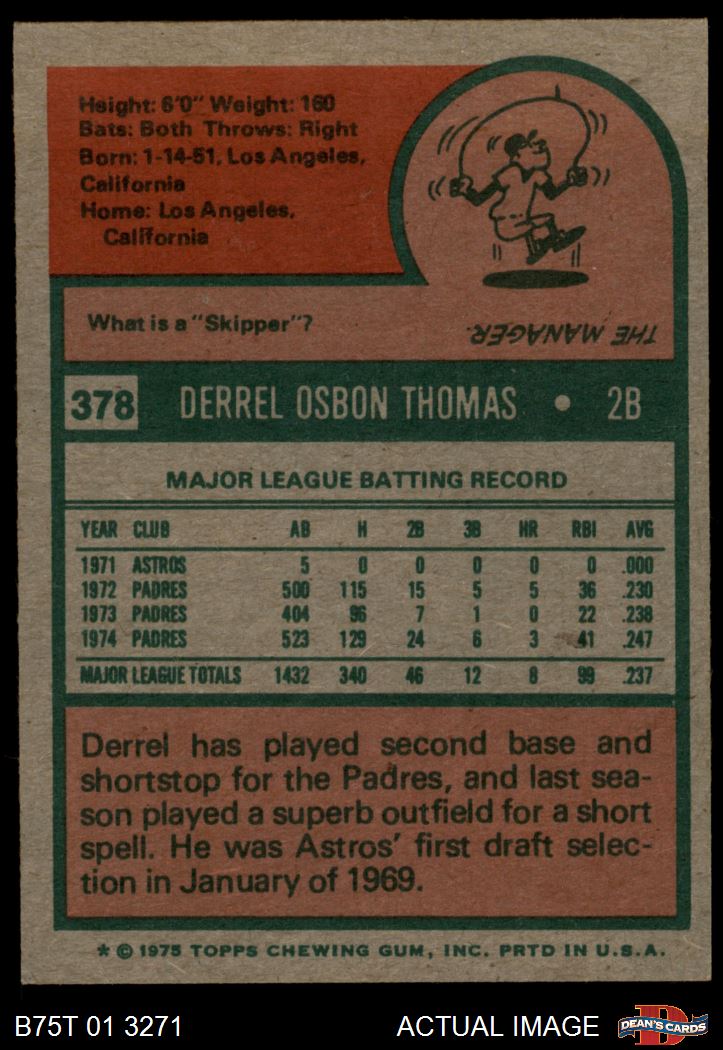 Height: 6'0" Weight: 160
Bats: Both Throws: Right
Born: 1-14-51, Los Angeles,
California
Home: Los Angeles,
California
What is a "Skipper"?
THE MANAGER.
378 DERREL OSBON THOMAS • 2B
MAJOR LEAGUE BATTING RECORD
YEAR CLUB AB H 2B 3B HR RBI AVG
1971 ASTROS 5 0 0 0 0 0 .000
1972 PADRES 500 115 15 5 5 36 .230
1973 PADRES 404 96 7 1 0 22 .238
1974 PADRES 523 129 24 6 3 41 .247
MAJOR LEAGUE TOTALS 1432 340 46 12 8 99 .237
Derrel has played second base and
shortstop for the Padres, and last sea-
son played a superb outfield for a short
spell. He was Astros' first draft selec-
tion in January of 1969.
* © 1975 TOPPS CHEWING GUM, INC. PRTD IN U.S.A.
B75T 01 3271 ACTUAL IMAGE D DEAN'S CARDS